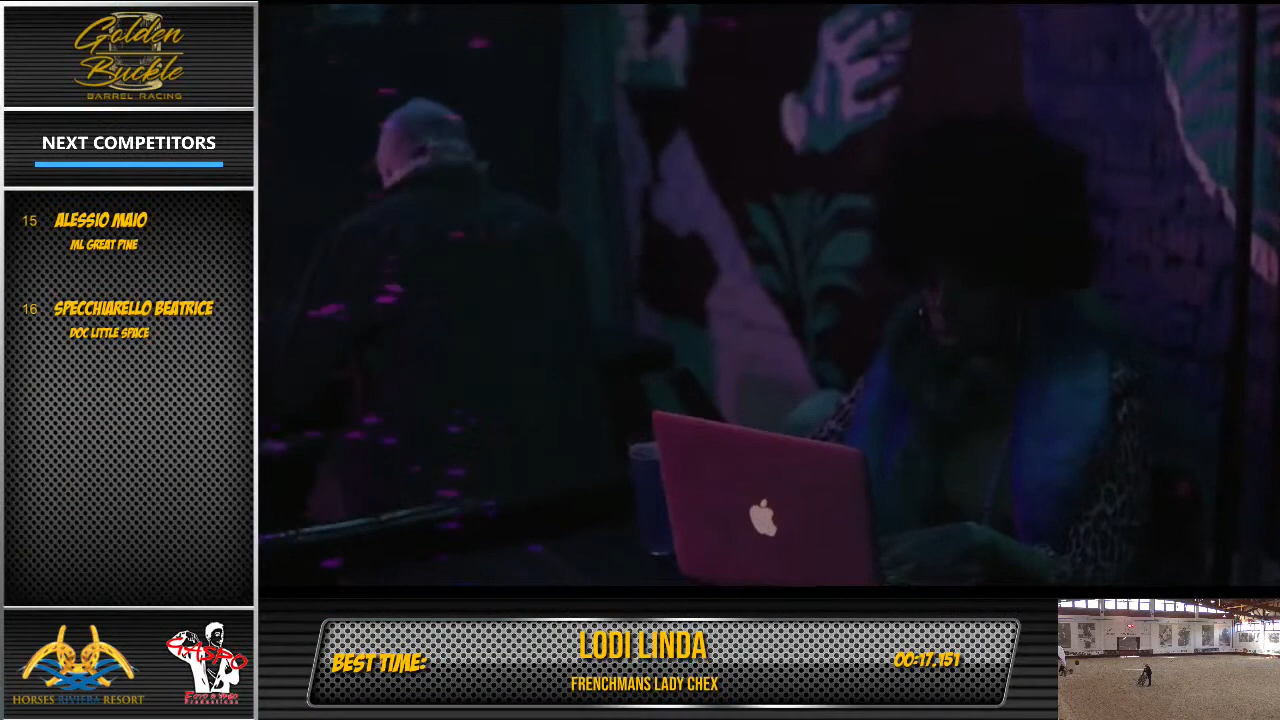 Golden
Buckle
BARREL RACING
NEXT COMPETITORS
15 ALESSIO MAIO
ML GREAT PINE
16 SPECCHIARELLO BEATRICE
DOC LITTLE SPACE
HORSES RIVIERA RESORT
GASPO
BEST TIME:
LODI LINDA
00:17.151
FRENCHMANS LADY CHEX